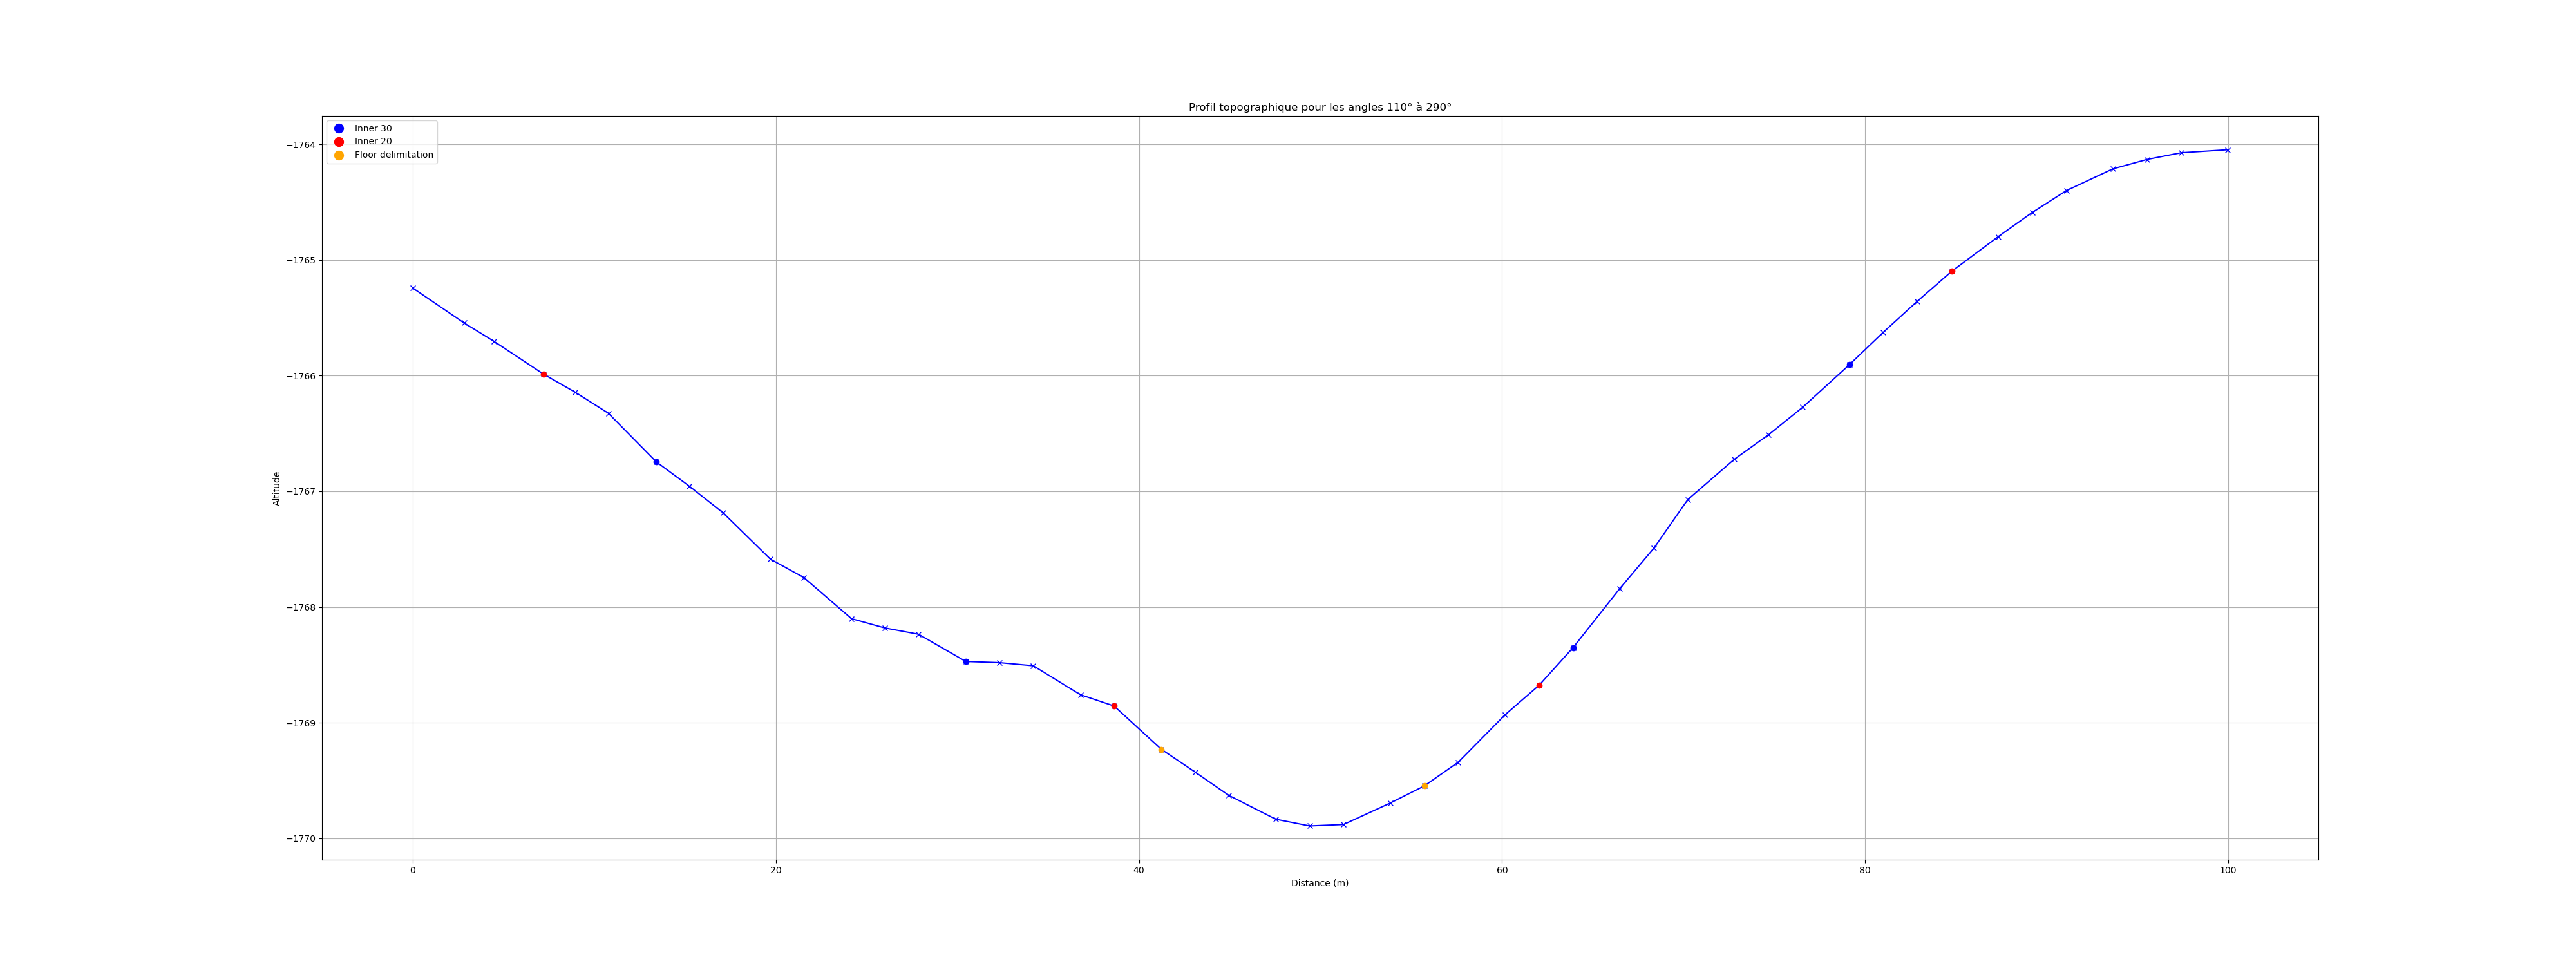 Profil topographique pour les angles 110° à 290°
Inner 30
Inner 20
Floor delimitation
−1764
−1765
−1766
−1767
−1768
−1769
−1770
Altitude
0 20 40 60 80 100
Distance (m)